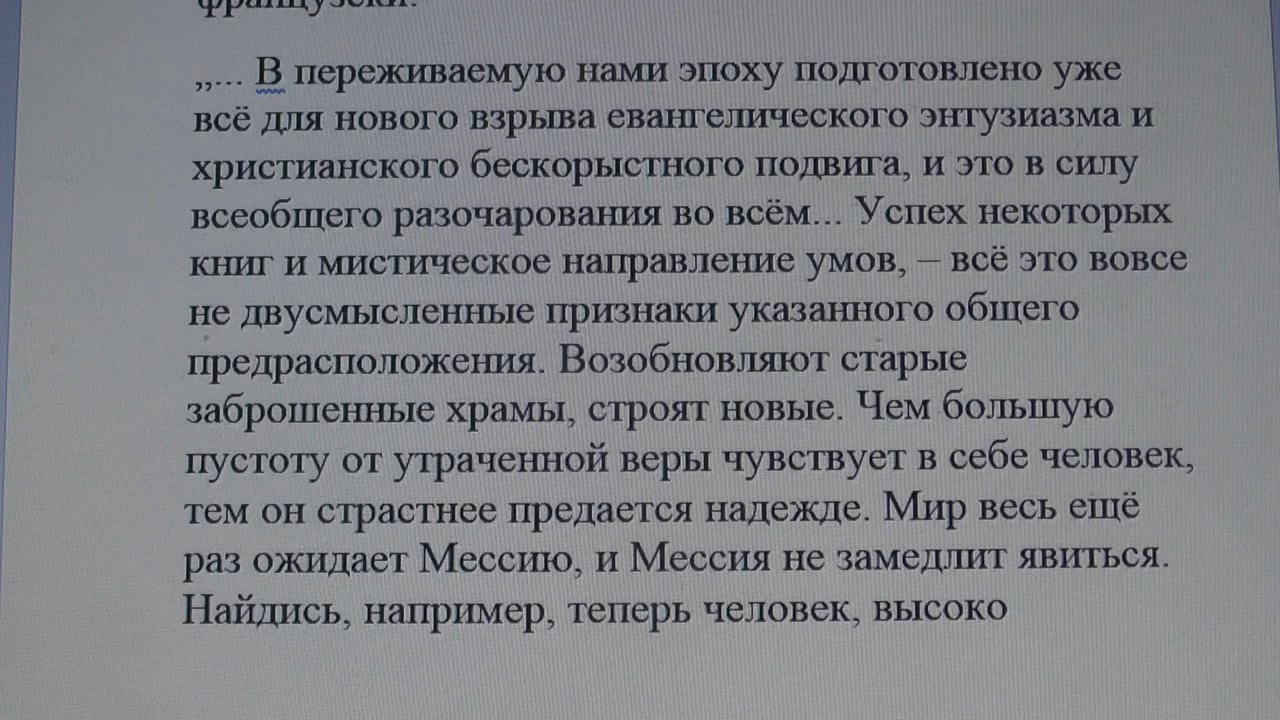 французски.
„... В переживаемую нами эпоху подготовлено уже
всё для нового взрыва евангелического энтузиазма и
христианского бескорыстного подвига, и это в силу
всеобщего разочарования во всём... Успех некоторых
книг и мистическое направление умов, – всё это вовсе
не двусмысленные признаки указанного общего
предрасположения. Возобновляют старые
заброшенные храмы, строят новые. Чем большую
пустоту от утраченной веры чувствует в себе человек,
тем он страстнее предается надежде. Мир весь ещё
раз ожидает Мессию, и Мессия не замедлит явиться.
Найдись, например, теперь человек, высоко